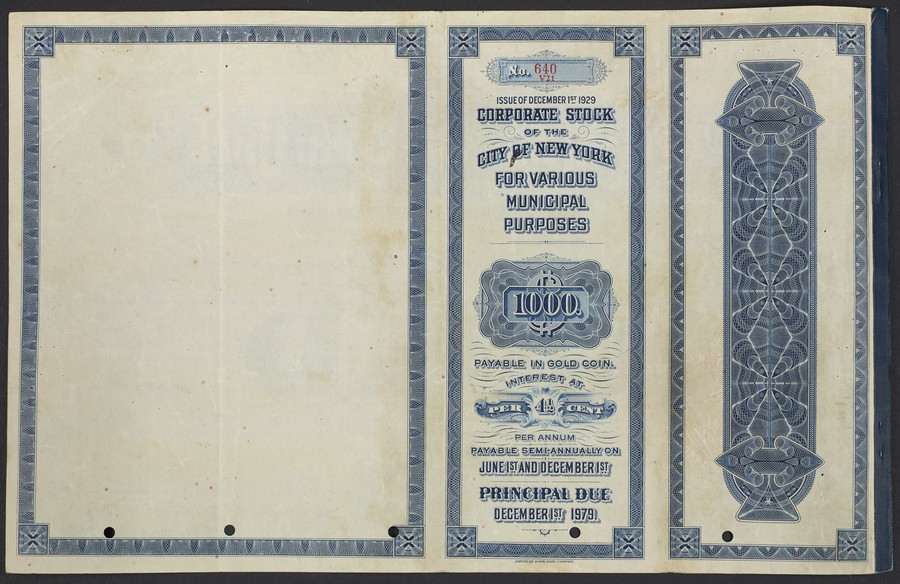 No. 640
V21
ISSUE OF DECEMBER 1ST 1929
CORPORATE STOCK
OF THE
CITY OF NEW YORK
FOR VARIOUS
MUNICIPAL
PURPOSES
$1000.
PAYABLE IN GOLD COIN.
INTEREST AT
PER 4½ CENT
PER ANNUM
PAYABLE SEMI-ANNUALLY ON
JUNE 1ST AND DECEMBER 1ST
PRINCIPAL DUE
DECEMBER 1ST 1979.